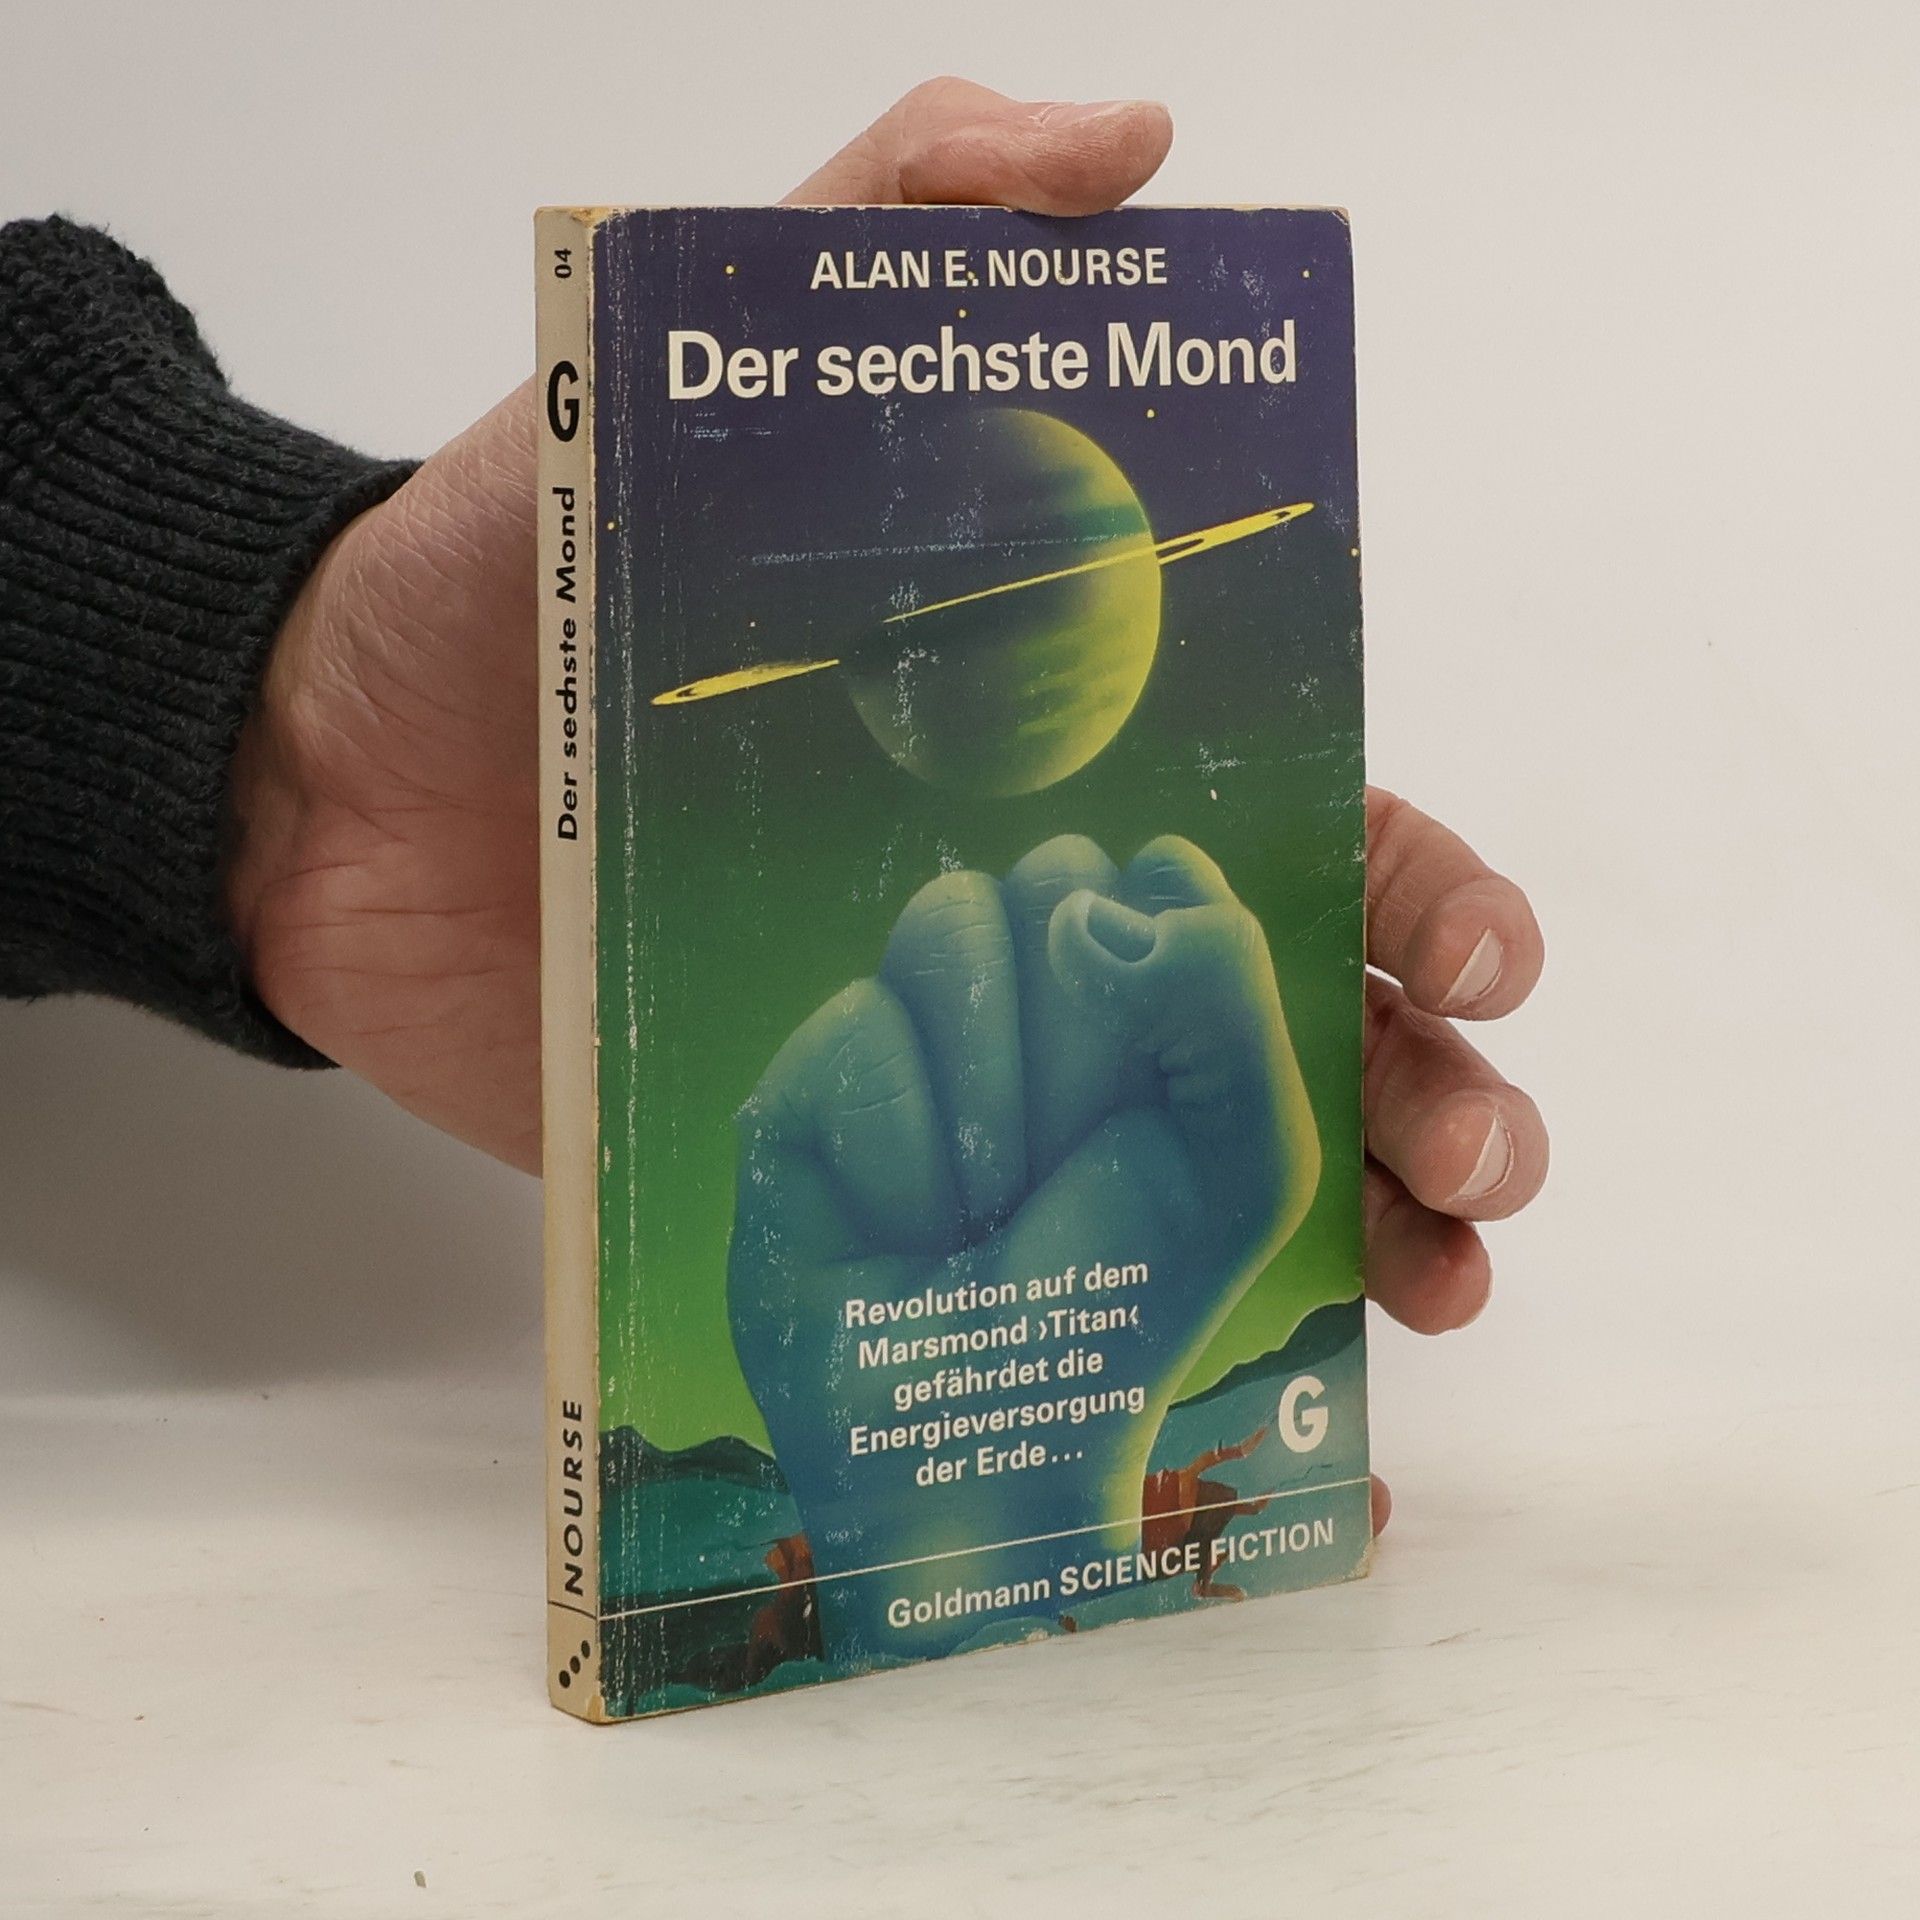 ALAN E. NOURSE
Der sechste Mond
Revolution auf dem
Marsmond ›Titan‹
gefährdet die
Energieversorgung
der Erde...
G
Goldmann SCIENCE FICTION
04
G
Der sechste Mond
NOURSE